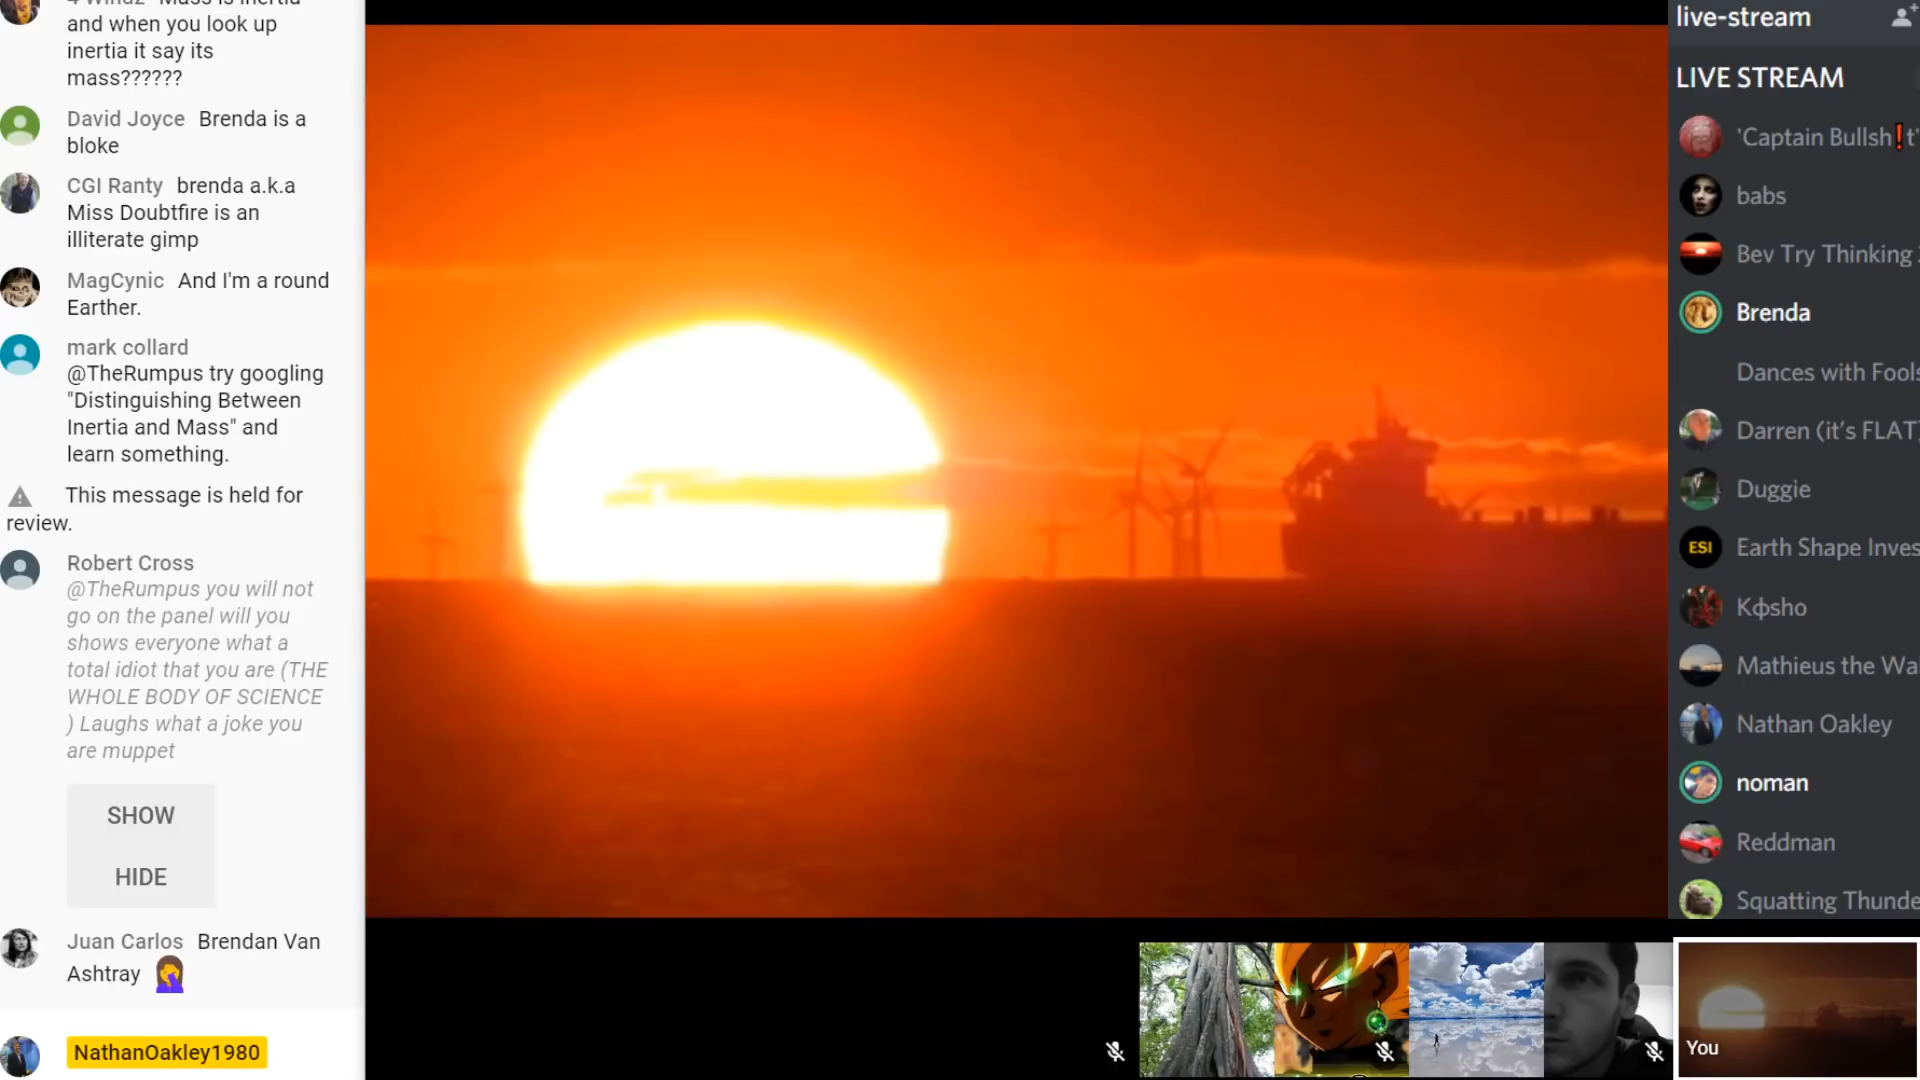 4 Windz Mass is inertia
and when you look up
inertia it say its
mass??????
David Joyce Brenda is a
bloke
CGI Ranty brenda a.k.a
Miss Doubtfire is an
illiterate gimp
MagCynic And I'm a round
Earther.
mark collard
@TheRumpus try googling
"Distinguishing Between
Inertia and Mass" and
learn something.
This message is held for
review.
Robert Cross
@TheRumpus you will not
go on the panel will you
shows everyone what a
total idiot that you are (THE
WHOLE BODY OF SCIENCE
) Laughs what a joke you
are muppet
SHOW
HIDE
Juan Carlos Brendan Van
Ashtray
NathanOakley1980
live-stream
LIVE STREAM
'Captain Bullsh❗t'
babs
Bev Try Thinking
Brenda
Dances with Fools
Darren (it's FLAT)
Duggie
ESI
Earth Shape Inves
Kфsho
Mathieus the Wa
Nathan Oakley
noman
Reddman
Squatting Thunde
You